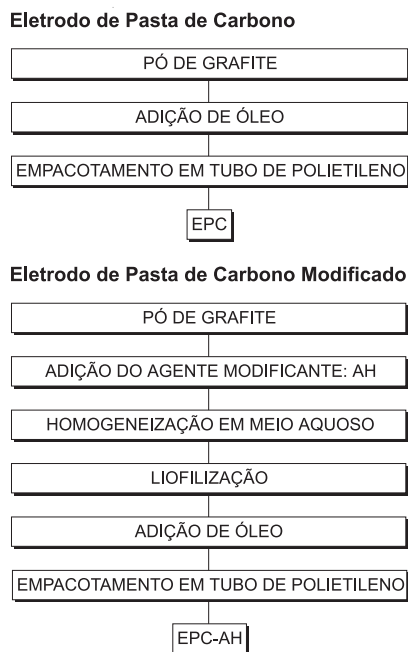 Eletrodo de Pasta de Carbono
PÓ DE GRAFITE
ADIÇÃO DE ÓLEO
EMPACOTAMENTO EM TUBO DE POLIETILENO
EPC
Eletrodo de Pasta de Carbono Modificado
PÓ DE GRAFITE
ADIÇÃO DO AGENTE MODIFICANTE: AH
HOMOGENEIZAÇÃO EM MEIO AQUOSO
LIOFILIZAÇÃO
ADIÇÃO DE ÓLEO
EMPACOTAMENTO EM TUBO DE POLIETILENO
EPC-AH